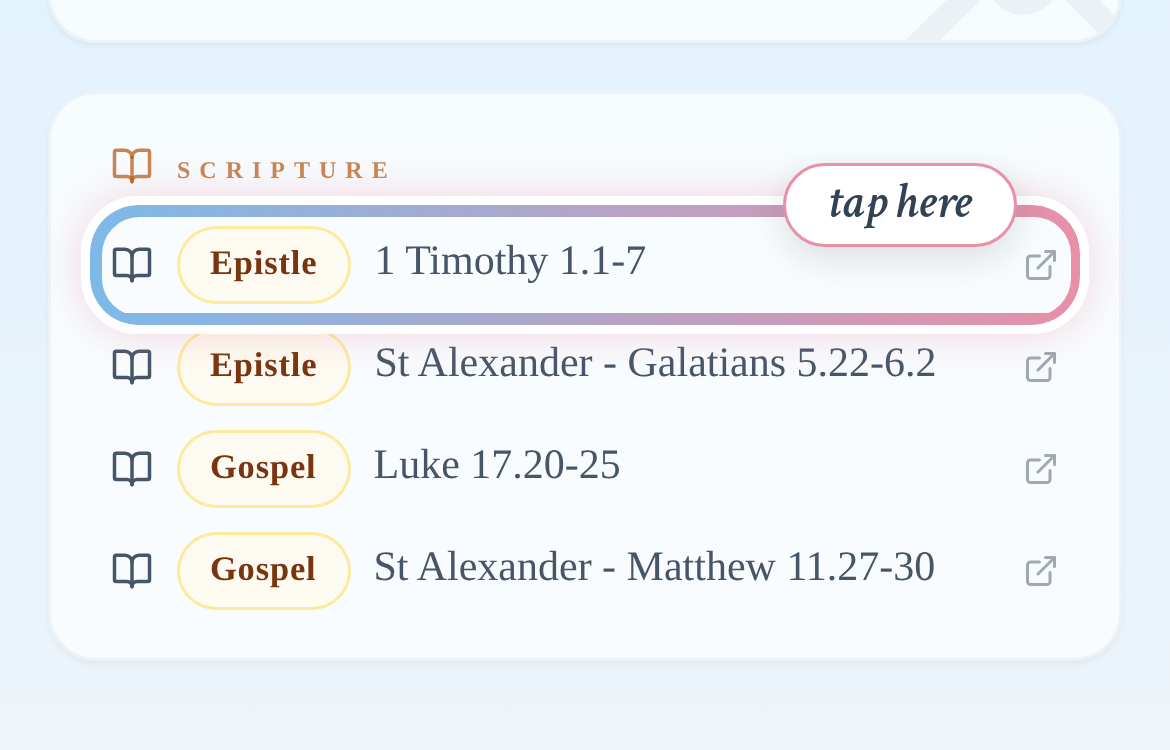 SCRIPTURE
tap here
Epistle 1 Timothy 1.1-7
Epistle St Alexander - Galatians 5.22-6.2
Gospel Luke 17.20-25
Gospel St Alexander - Matthew 11.27-30